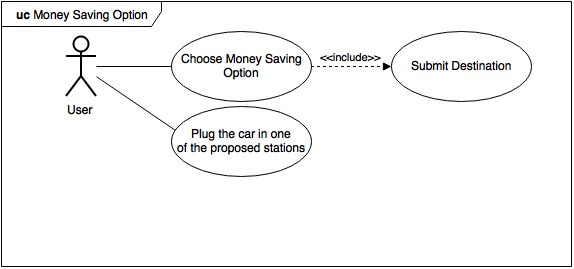 uc Money Saving Option
Choose Money Saving
Option
<<include>>
Submit Destination
User
Plug the car in one
of the proposed stations